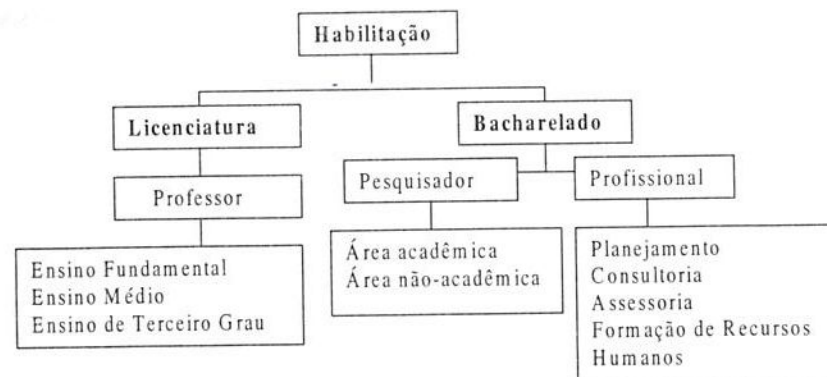 Habilitação
Licenciatura
Bacharelado
Professor
Pesquisador
Profissional
Ensino Fundamental
Ensino Médio
Ensino de Terceiro Grau
Área acadêmica
Área não-acadêmica
Planejamento
Consultoria
Assessoria
Formação de Recursos
Humanos